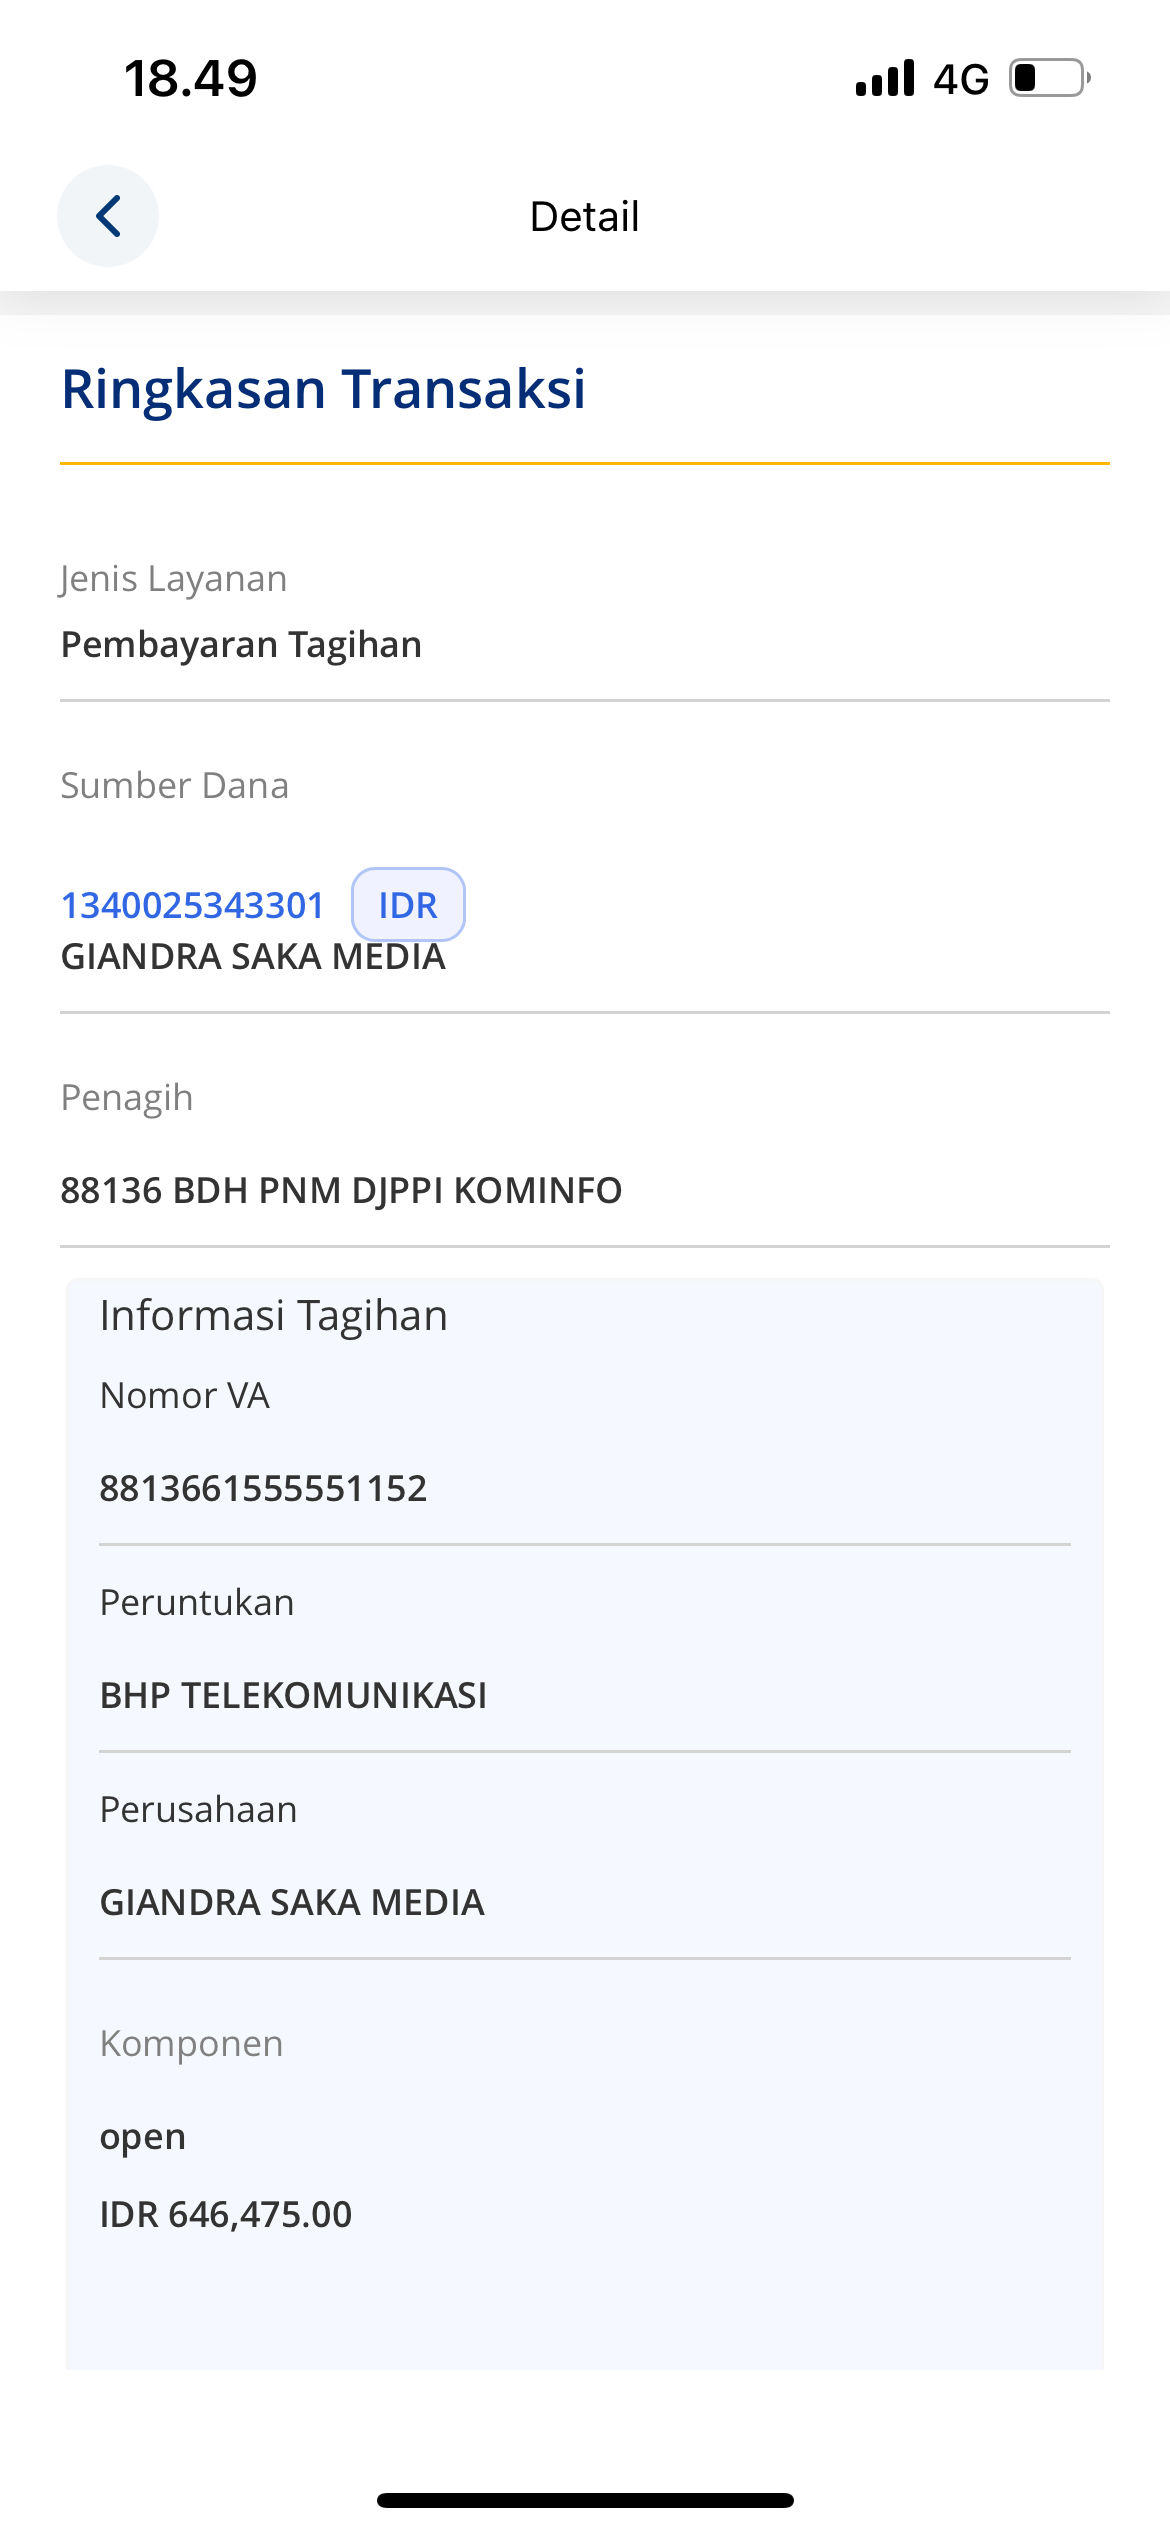 18.49
4G
Detail
Ringkasan Transaksi
Jenis Layanan
Pembayaran Tagihan
Sumber Dana
1340025343301 IDR
GIANDRA SAKA MEDIA
Penagih
88136 BDH PNM DJPPI KOMINFO
Informasi Tagihan
Nomor VA
8813661555551152
Peruntukan
BHP TELEKOMUNIKASI
Perusahaan
GIANDRA SAKA MEDIA
Komponen
open
IDR 646,475.00